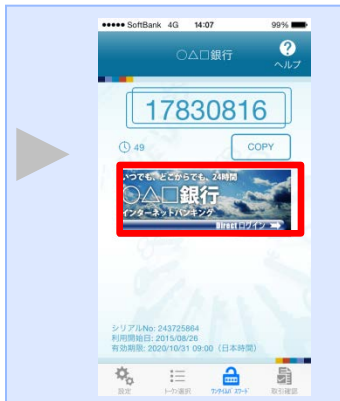 ●●●●● SoftBank 4G 14:07 99%
○△□銀行
?
ヘルプ
17830816
49
COPY
いつでも、どこからでも、24時間
○△□銀行
インターネットバンキング
Directログイン
シリアルNo: 243725864
利用開始日: 2015/08/26
有効期限: 2020/10/31 09:00（日本時間）
設定 トークン選択 ワンタイムパスワード 取引確認